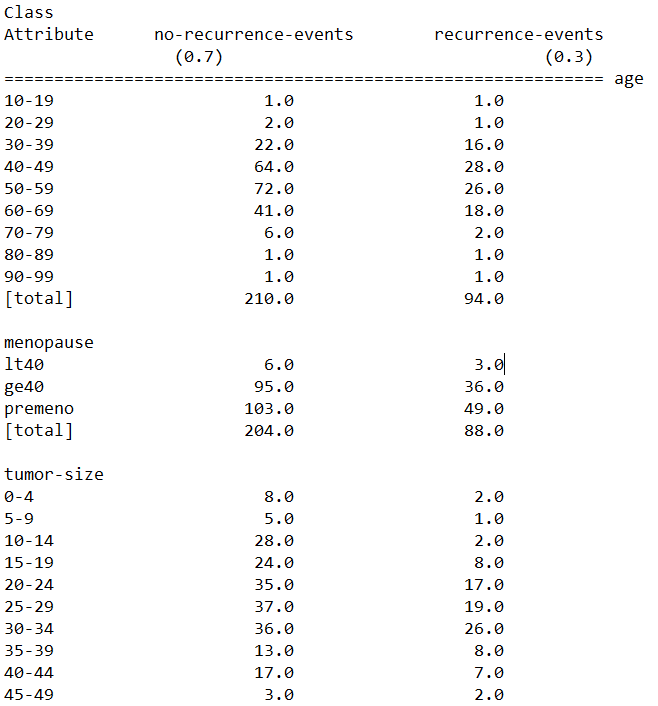 Class
Attribute no-recurrence-events recurrence-events
(0.7) (0.3)
============================================================ age
10-19 1.0 1.0
20-29 2.0 1.0
30-39 22.0 16.0
40-49 64.0 28.0
50-59 72.0 26.0
60-69 41.0 18.0
70-79 6.0 2.0
80-89 1.0 1.0
90-99 1.0 1.0
[total] 210.0 94.0

menopause
lt40 6.0 3.0
ge40 95.0 36.0
premeno 103.0 49.0
[total] 204.0 88.0

tumor-size
0-4 8.0 2.0
5-9 5.0 1.0
10-14 28.0 2.0
15-19 24.0 8.0
20-24 35.0 17.0
25-29 37.0 19.0
30-34 36.0 26.0
35-39 13.0 8.0
40-44 17.0 7.0
45-49 3.0 2.0